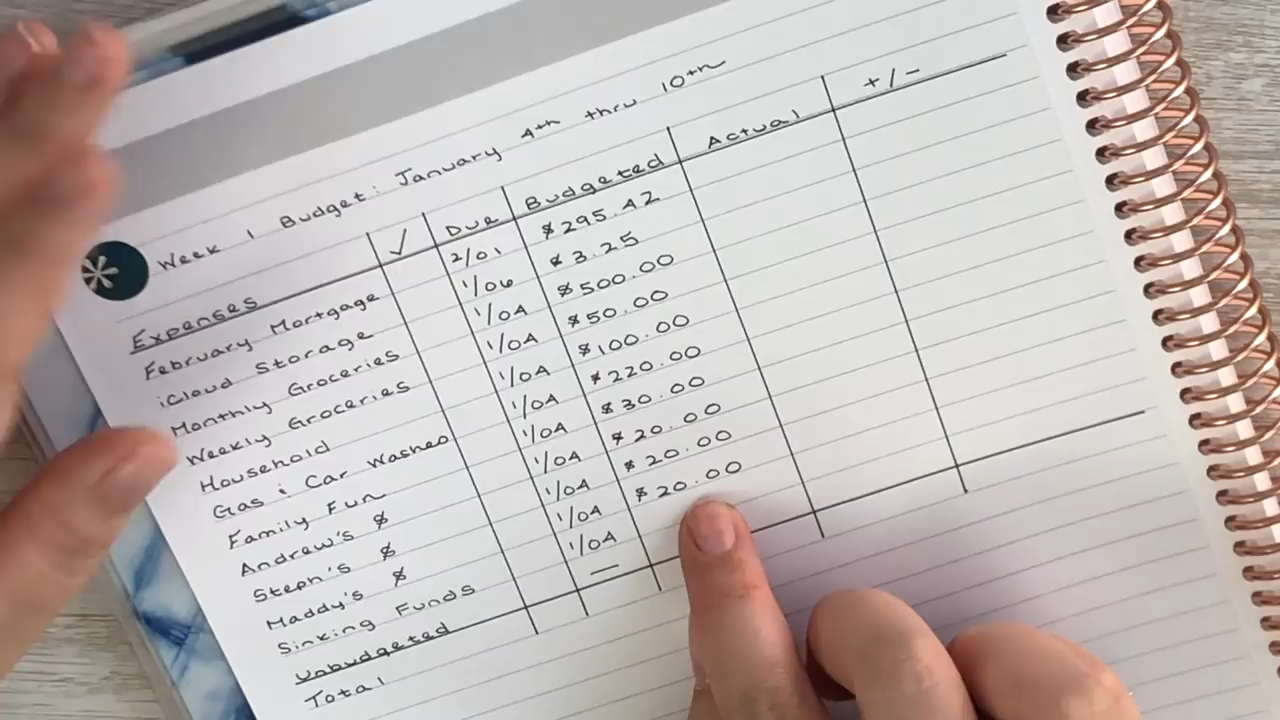 Week 1 Budget: January 4th thru 10th
Expenses ✓ Due Budgeted Actual +/-
February Mortgage 2/01 $295.42
iCloud Storage 1/06 $3.25
Monthly Groceries 1/04 $500.00
Weekly Groceries 1/04 $50.00
Household 1/04 $100.00
Gas & Car Washes 1/04 $220.00
Family Fun 1/04 $30.00
Andrew's $ 1/04 $20.00
Steph's $ 1/04 $20.00
Maddy's $ 1/04 $20.00
Sinking Funds 1/04
Unbudgeted —
Total